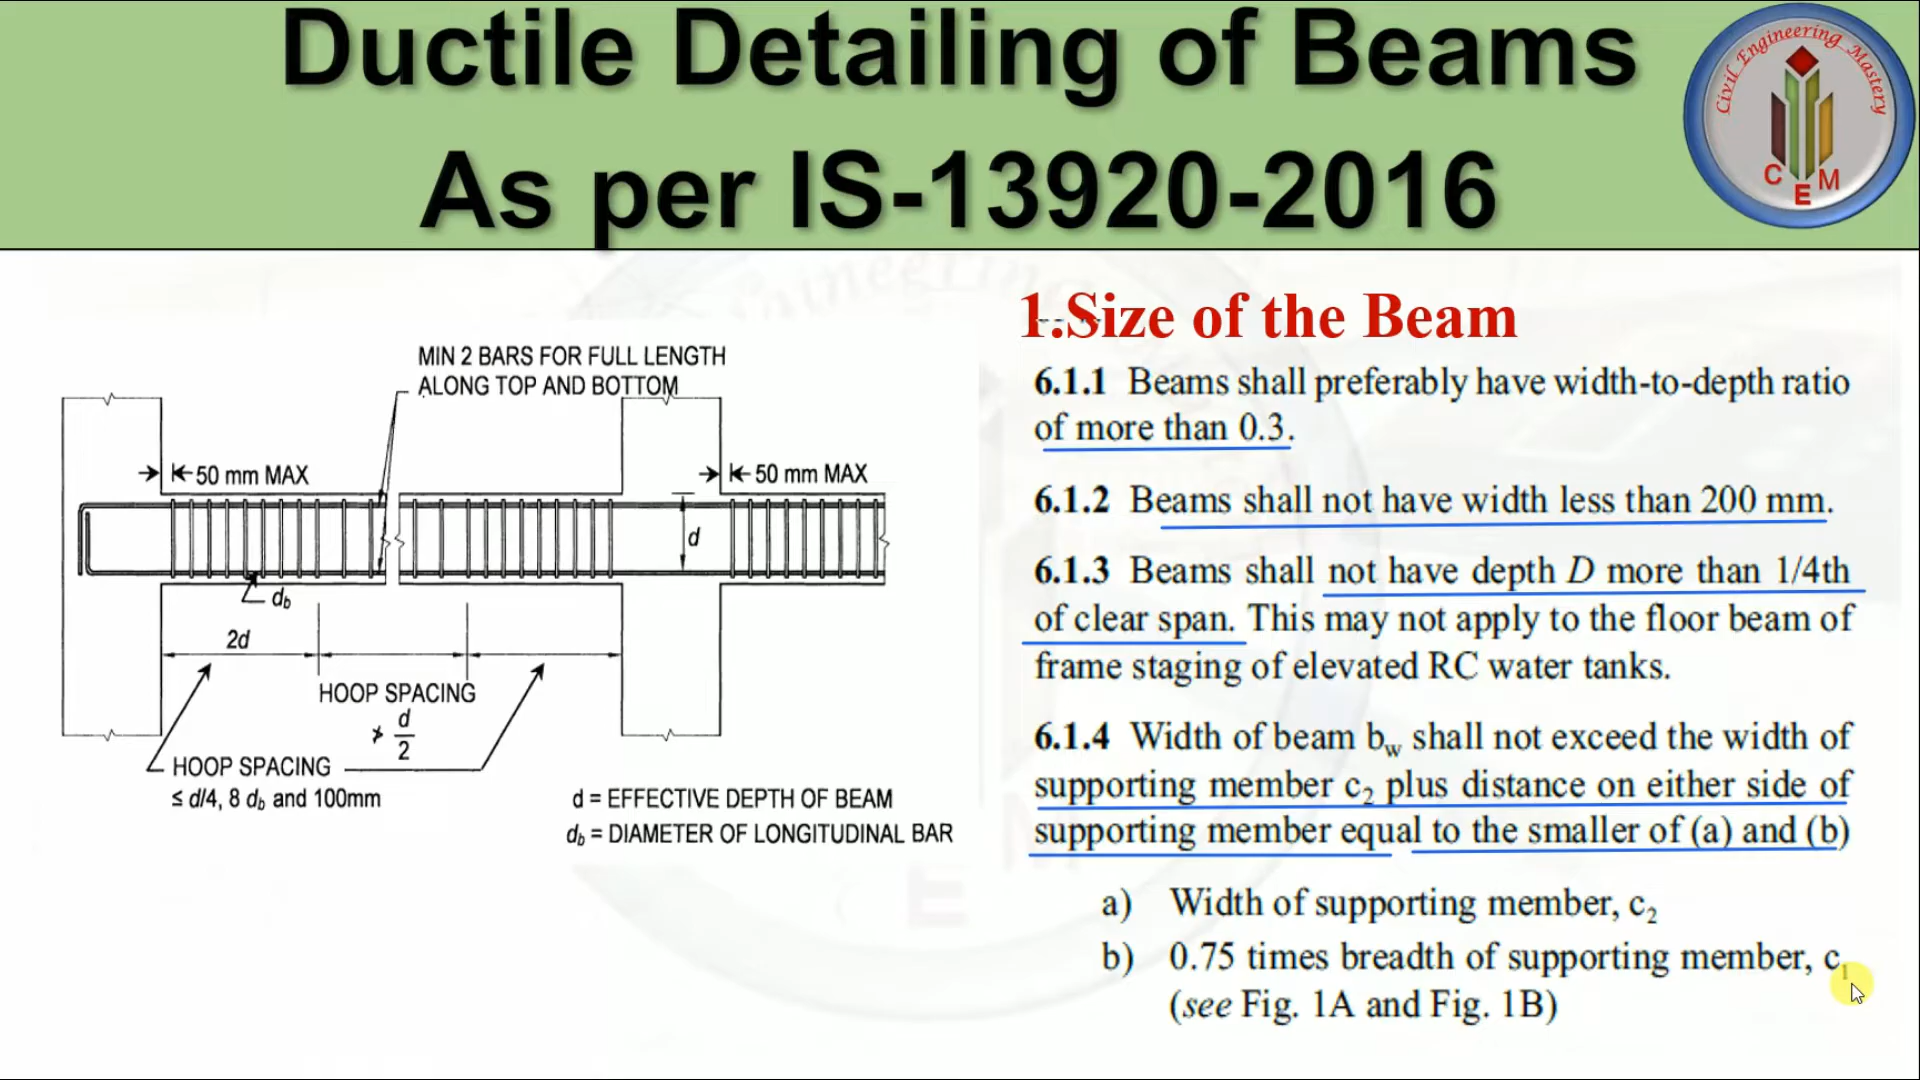 Ductile Detailing of Beams
As per IS-13920-2016
Civil Engineering Mastery
C E M
MIN 2 BARS FOR FULL LENGTH
ALONG TOP AND BOTTOM
50 mm MAX
50 mm MAX
d
db
2d
HOOP SPACING
≯ d/2
HOOP SPACING
≤ d/4, 8 db and 100mm
d = EFFECTIVE DEPTH OF BEAM
db = DIAMETER OF LONGITUDINAL BAR
1.Size of the Beam
6.1.1 Beams shall preferably have width-to-depth ratio
of more than 0.3.
6.1.2 Beams shall not have width less than 200 mm.
6.1.3 Beams shall not have depth D more than 1/4th
of clear span. This may not apply to the floor beam of
frame staging of elevated RC water tanks.
6.1.4 Width of beam bw shall not exceed the width of
supporting member c2 plus distance on either side of
supporting member equal to the smaller of (a) and (b)
a) Width of supporting member, c2
b) 0.75 times breadth of supporting member, c1
(see Fig. 1A and Fig. 1B)